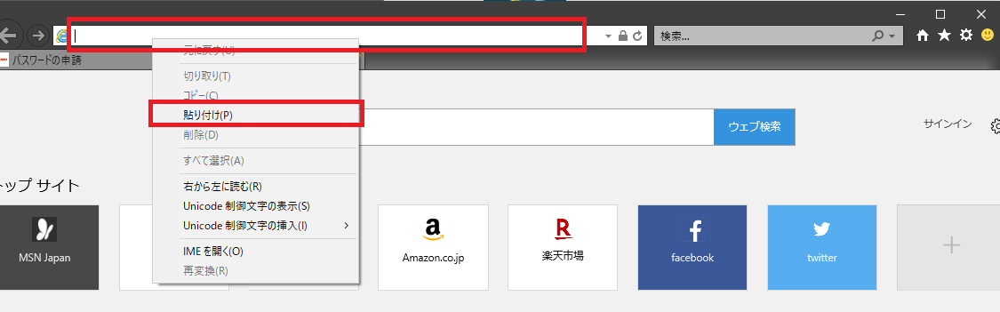 検索...
パスワードの申請
元に戻す(U)
切り取り(T)
コピー(C)
貼り付け(P)
削除(D)
すべて選択(A)
右から左に読む(R)
Unicode 制御文字の表示(S)
Unicode 制御文字の挿入(I)
IME を開く(O)
再変換(R)
ウェブ検索
サインイン
トップ サイト
MSN Japan
a
Amazon.co.jp
R
楽天市場
f
facebook
twitter